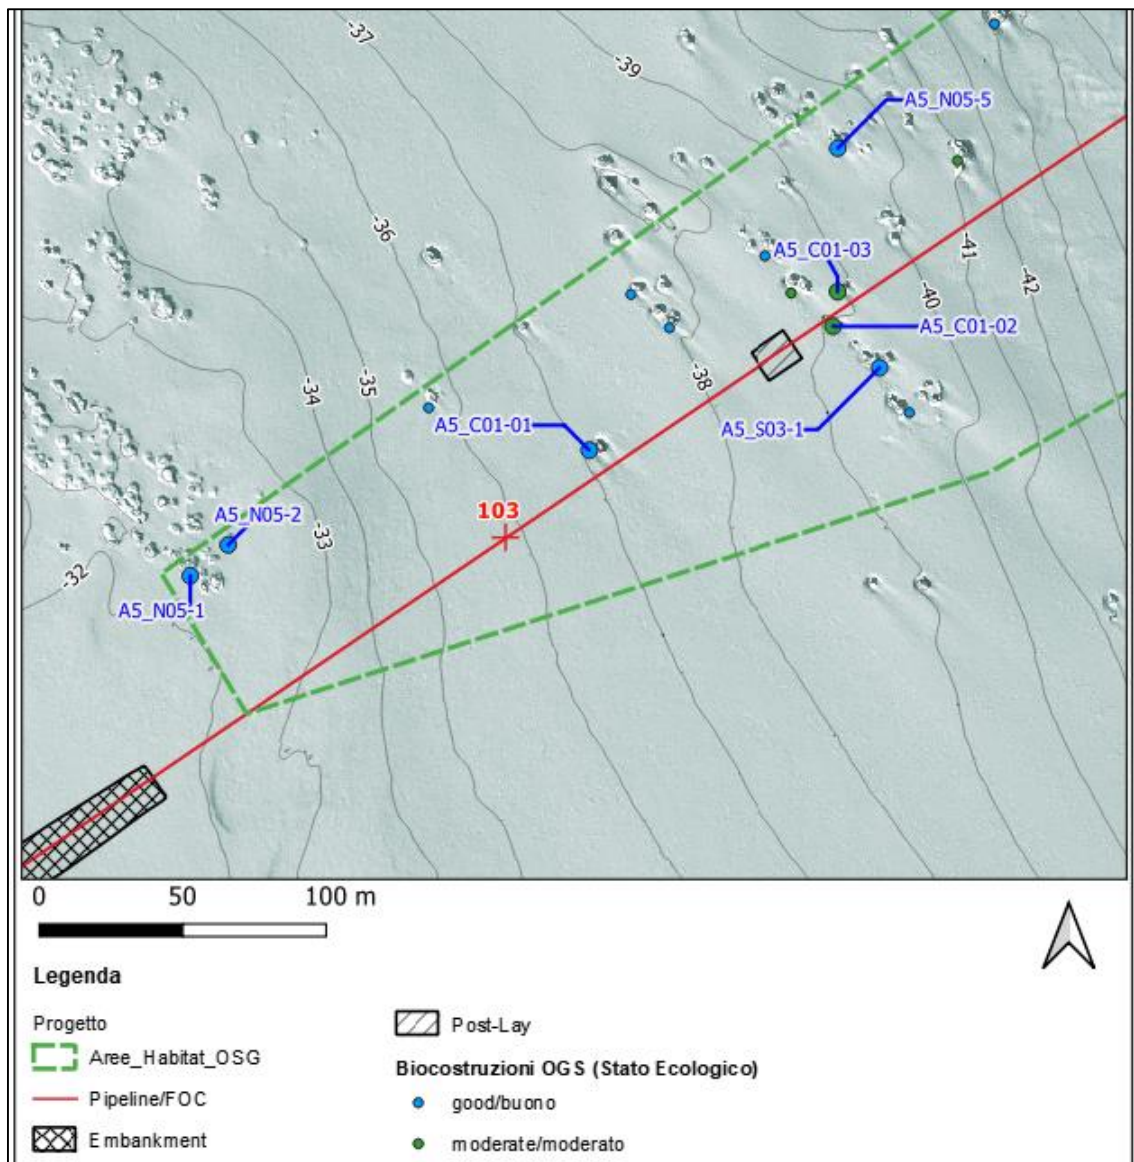 -37
-39
A5_N05-5
-36
A5_C01-03
-41
-42
-40
A5_C01-02
-34
-35
-38
A5_C01-01
A5_S03-1
103
A5_N05-2
-33
-32
A5_N05-1
0 50 100 m
Legenda
Progetto
Aree_Habitat_OSG
Pipeline/FOC
Embankment
Post-Lay
Biocostruzioni OGS (Stato Ecologico)
good/buono
moderate/moderato